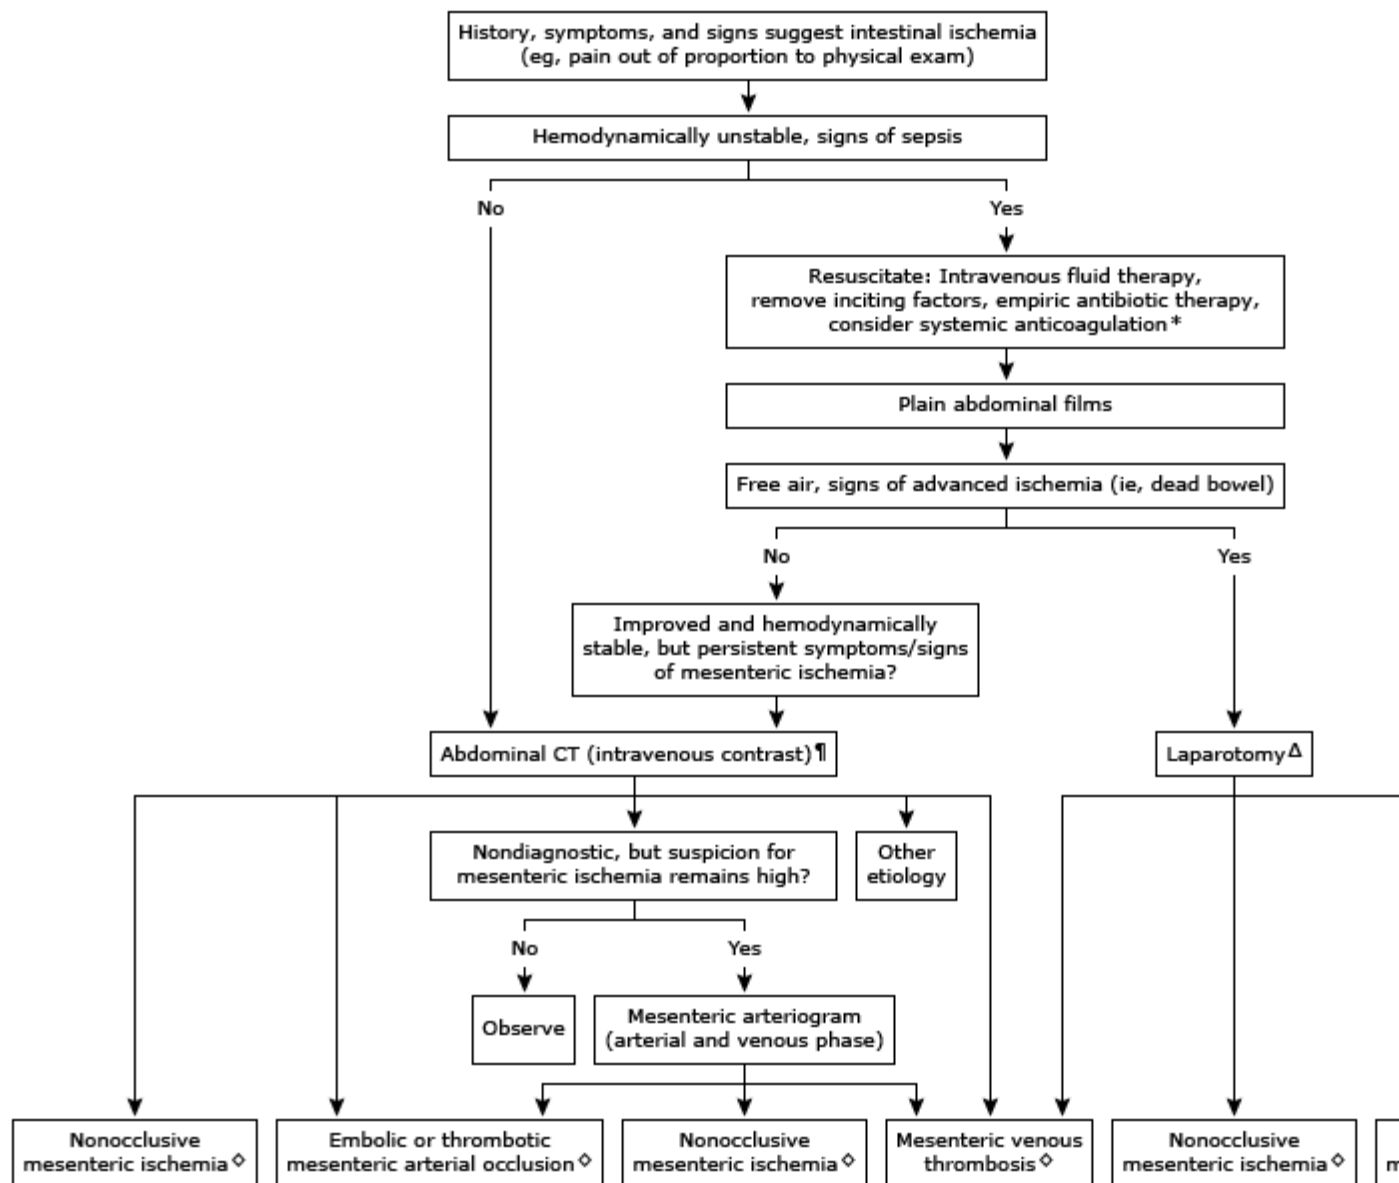 History, symptoms, and signs suggest intestinal ischemia
(eg, pain out of proportion to physical exam)
Hemodynamically unstable, signs of sepsis
No
Yes
Resuscitate: Intravenous fluid therapy,
remove inciting factors, empiric antibiotic therapy,
consider systemic anticoagulation*
Plain abdominal films
Free air, signs of advanced ischemia (ie, dead bowel)
No
Yes
Improved and hemodynamically
stable, but persistent symptoms/signs
of mesenteric ischemia?
Abdominal CT (intravenous contrast)¶
LaparotomyΔ
Nondiagnostic, but suspicion for
mesenteric ischemia remains high?
Other
etiology
No
Yes
Observe
Mesenteric arteriogram
(arterial and venous phase)
Nonocclusive
mesenteric ischemia◇
Embolic or thrombotic
mesenteric arterial occlusion◇
Nonocclusive
mesenteric ischemia◇
Mesenteric venous
thrombosis◇
Nonocclusive
mesenteric ischemia◇